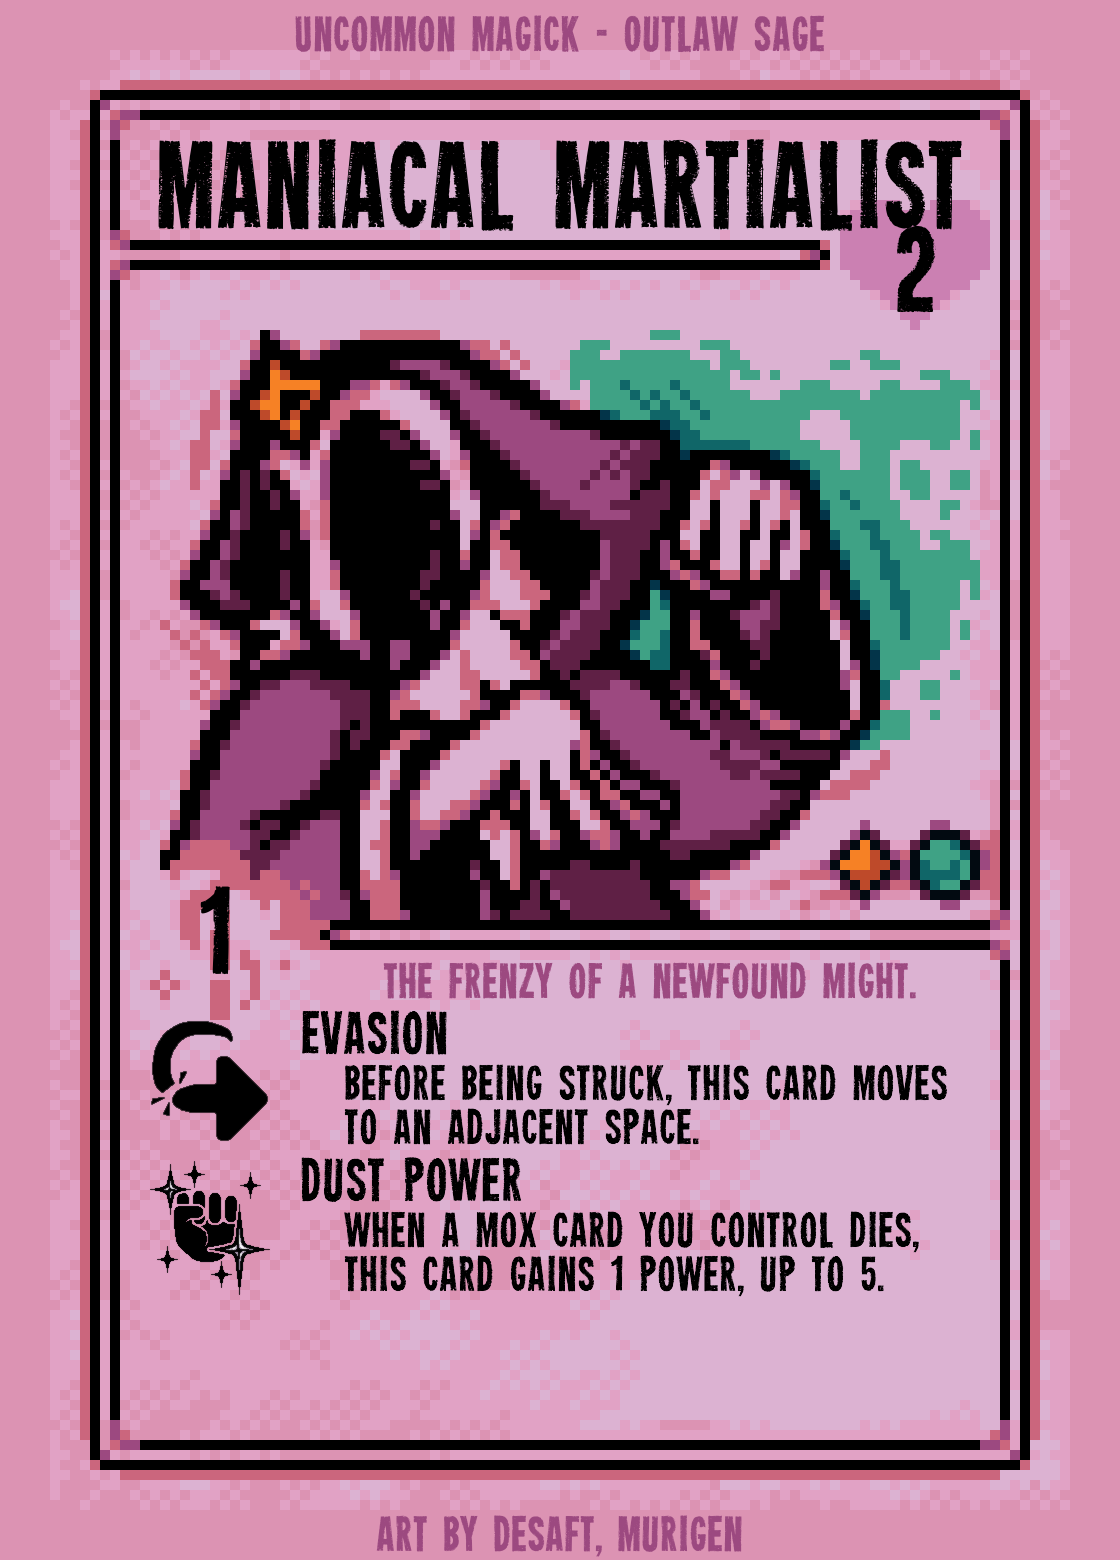 UNCOMMON MAGICK - OUTLAW SAGE
MANIACAL MARTIALIST
2
1
THE FRENZY OF A NEWFOUND MIGHT.
EVASION
BEFORE BEING STRUCK, THIS CARD MOVES
TO AN ADJACENT SPACE.
DUST POWER
WHEN A MOX CARD YOU CONTROL DIES,
THIS CARD GAINS 1 POWER, UP TO 5.
ART BY DESAFT, MURIGEN